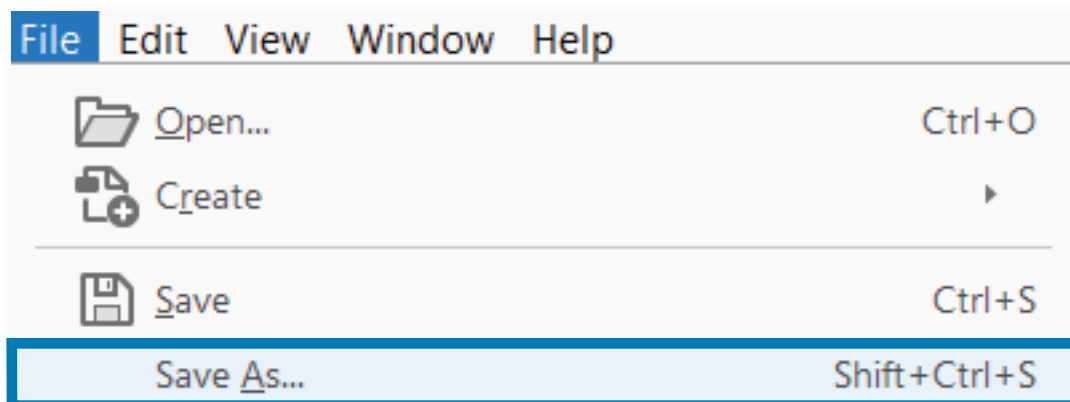 File Edit View Window Help
Open... Ctrl+O
Create
Save Ctrl+S
Save As... Shift+Ctrl+S